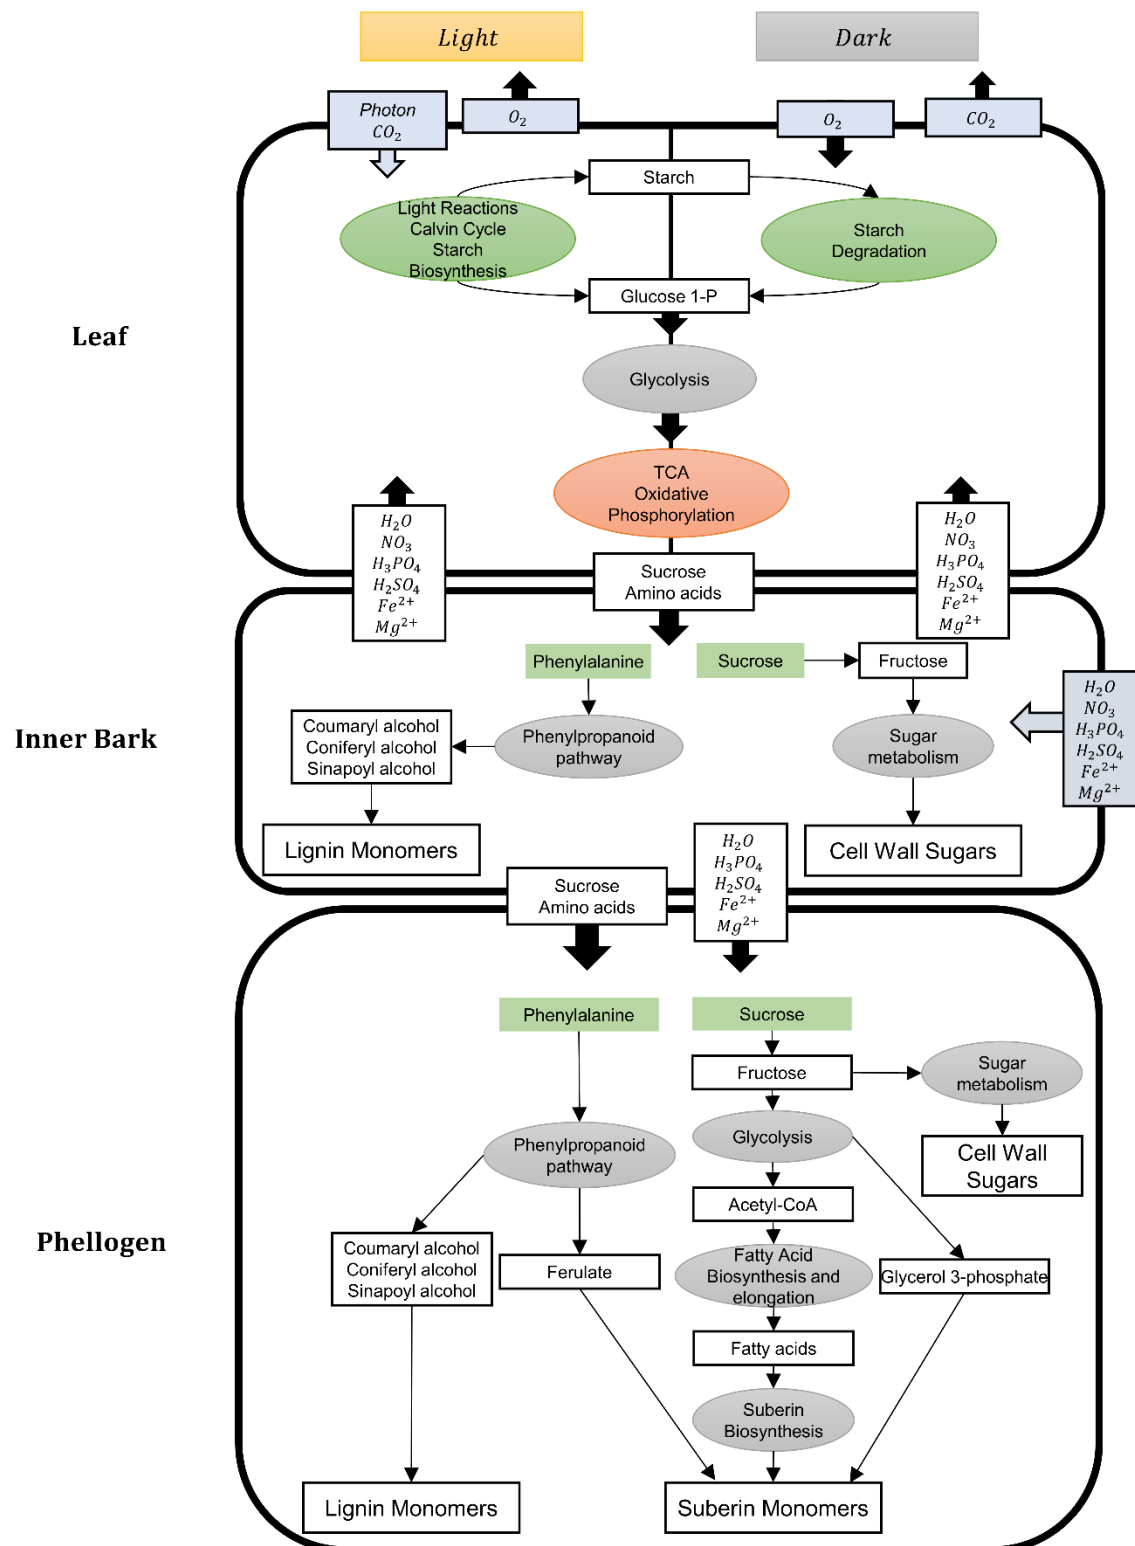 Light
Dark
Photon
CO₂
O₂
O₂
CO₂
Starch
Light Reactions
Calvin Cycle
Starch
Biosynthesis
Starch
Degradation
Glucose 1-P
Leaf
Glycolysis
TCA
Oxidative
Phosphorylation
H₂O
NO₃
H₃PO₄
H₂SO₄
Fe²⁺
Mg²⁺
Sucrose
Amino acids
H₂O
NO₃
H₃PO₄
H₂SO₄
Fe²⁺
Mg²⁺
Phenylalanine
Sucrose
Fructose
H₂O
NO₃
H₃PO₄
H₂SO₄
Fe²⁺
Mg²⁺
Inner Bark
Coumaryl alcohol
Coniferyl alcohol
Sinapoyl alcohol
Phenylpropanoid
pathway
Sugar
metabolism
Lignin Monomers
Cell Wall Sugars
Sucrose
Amino acids
H₂O
H₃PO₄
H₂SO₄
Fe²⁺
Mg²⁺
Phenylalanine
Sucrose
Fructose
Sugar
metabolism
Phenylpropanoid
pathway
Glycolysis
Cell Wall
Sugars
Acetyl-CoA
Phellogen
Coumaryl alcohol
Coniferyl alcohol
Sinapoyl alcohol
Ferulate
Fatty Acid
Biosynthesis and
elongation
Glycerol 3-phosphate
Fatty acids
Suberin
Biosynthesis
Lignin Monomers
Suberin Monomers